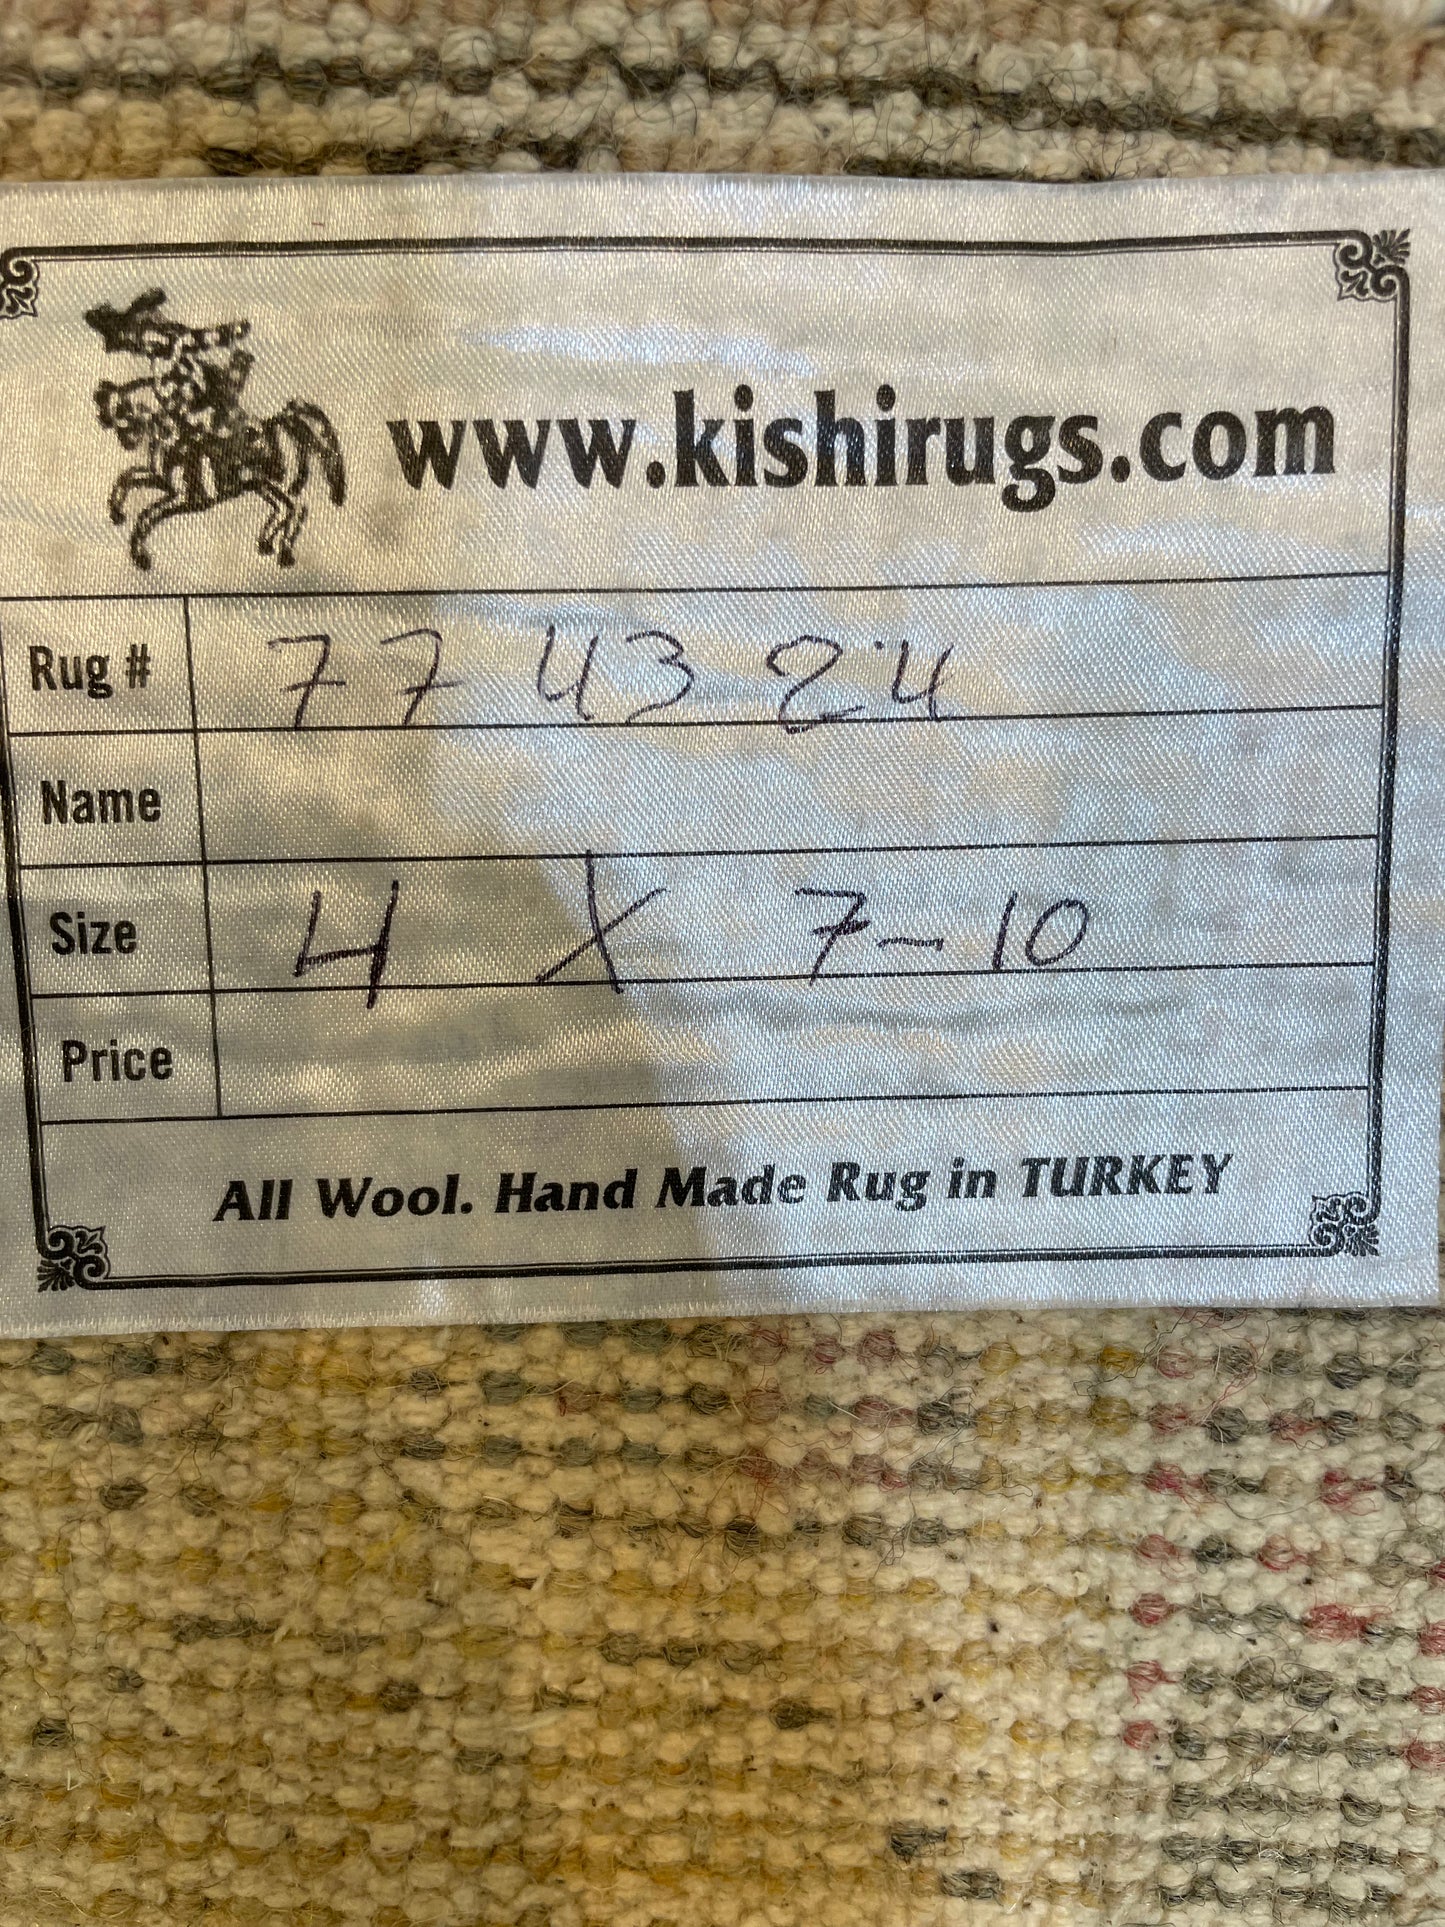 www.kishirugs.com
Rug # 77 43 24
Name
Size 4 X 7-10
Price
All Wool. Hand Made Rug in TURKEY